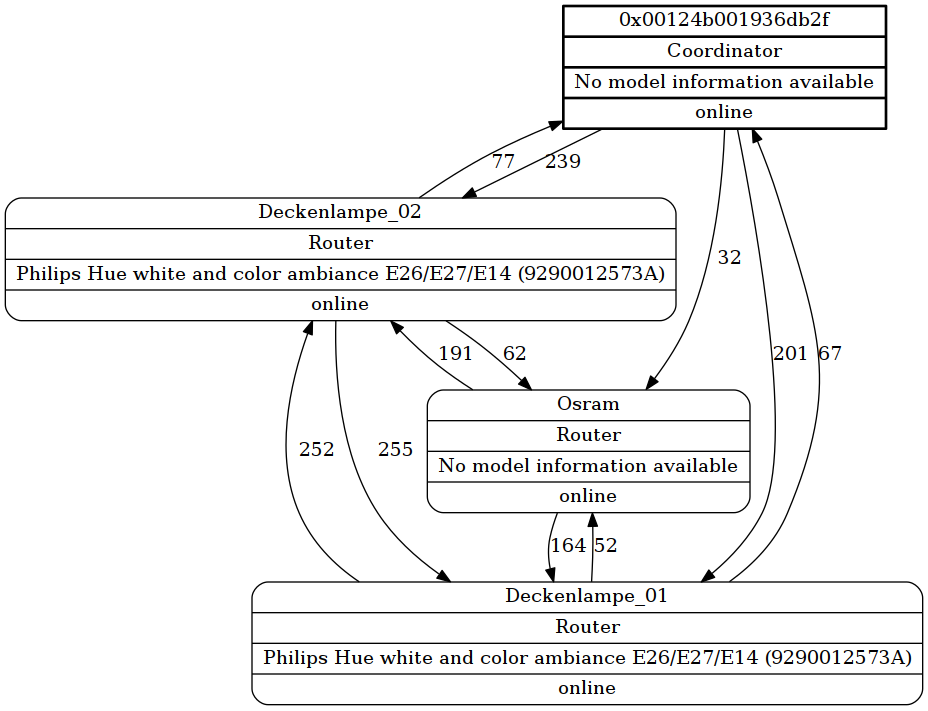 0x00124b001936db2f
Coordinator
No model information available
online
77
239
Deckenlampe_02
Router
Philips Hue white and color ambiance E26/E27/E14 (9290012573A)
online
32
191
62
201
67
Osram
Router
No model information available
online
252
255
164
52
Deckenlampe_01
Router
Philips Hue white and color ambiance E26/E27/E14 (9290012573A)
online